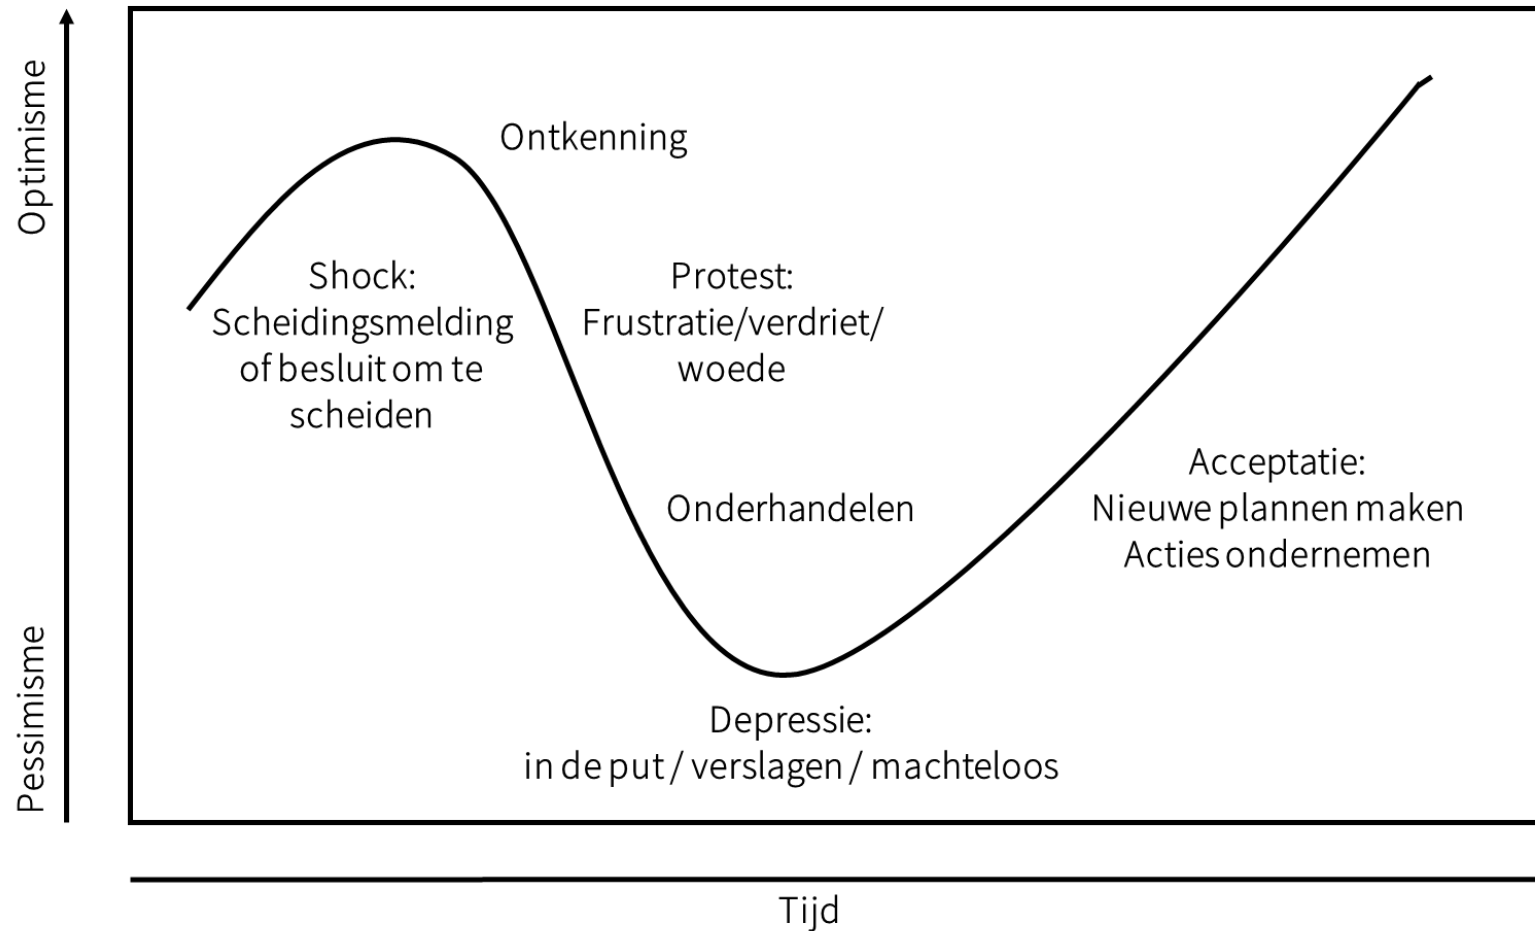 Optimisme
Pessimisme
Ontkenning
Shock:
Scheidingsmelding
of besluit om te
scheiden
Protest:
Frustratie/verdriet/
woede
Onderhandelen
Acceptatie:
Nieuwe plannen maken
Acties ondernemen
Depressie:
in de put / verslagen / machteloos
Tijd